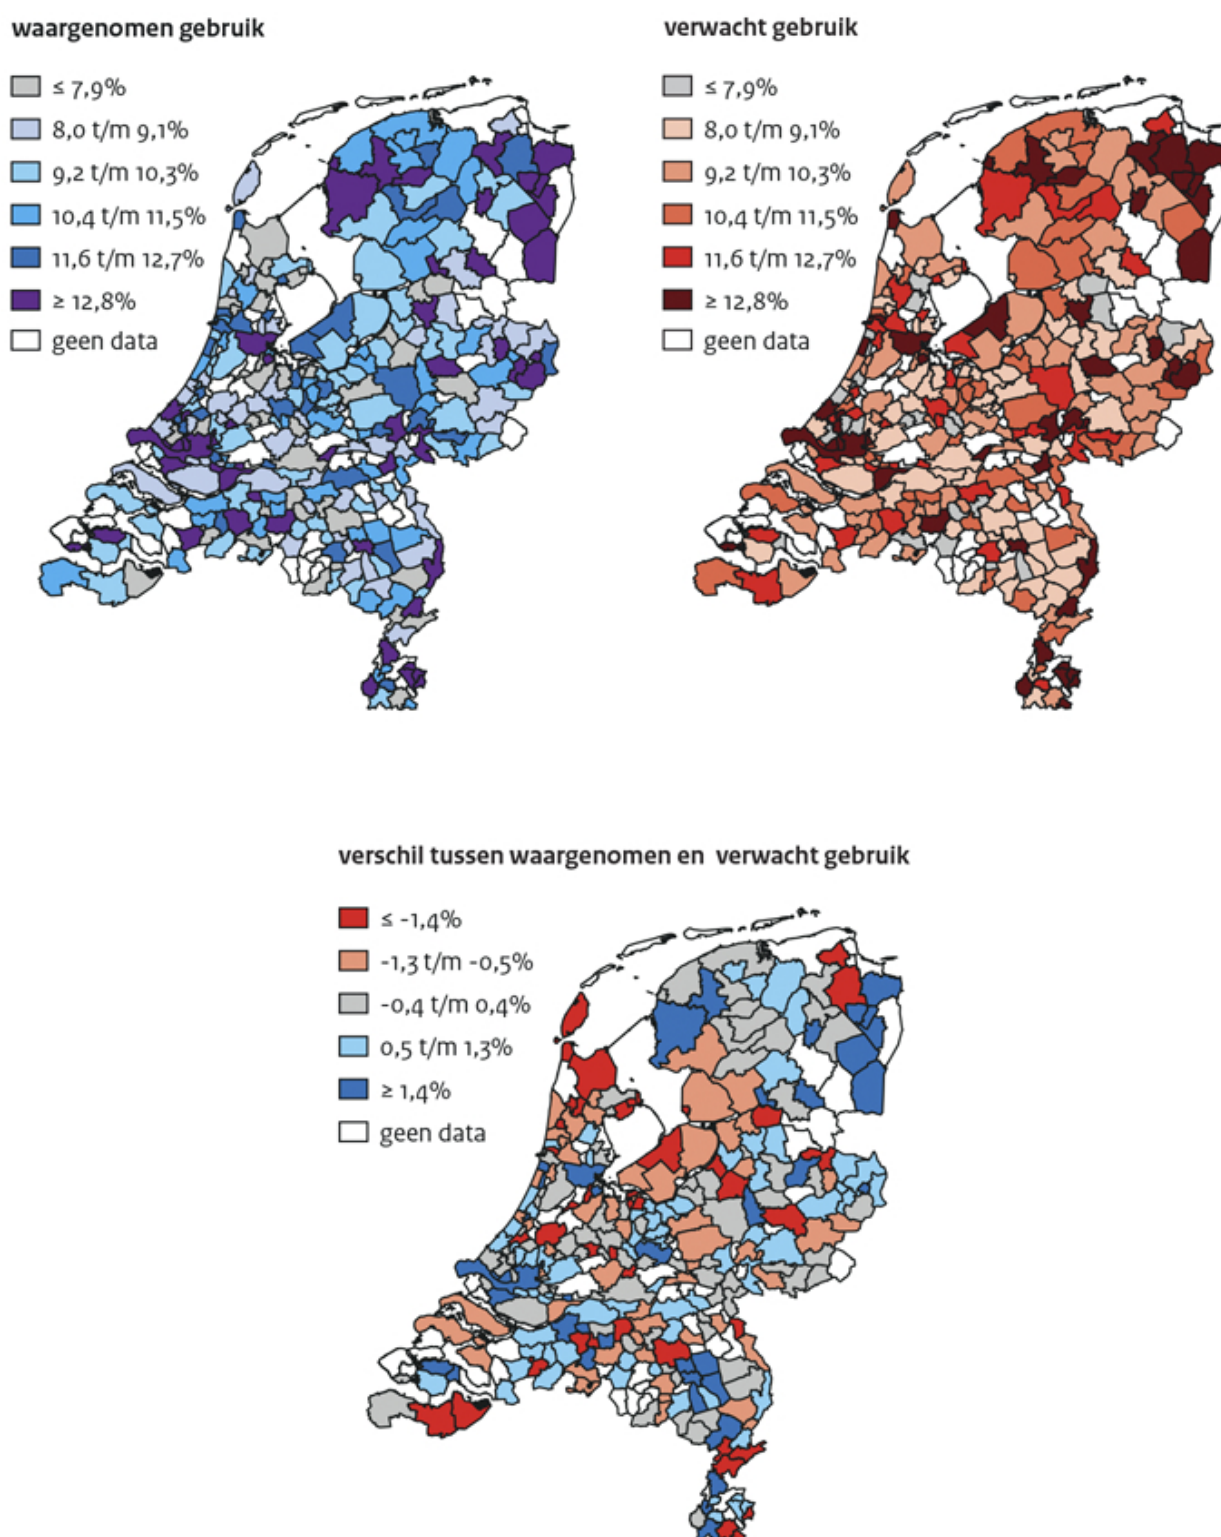 waargenomen gebruik
≤ 7,9%
8,0 t/m 9,1%
9,2 t/m 10,3%
10,4 t/m 11,5%
11,6 t/m 12,7%
≥ 12,8%
geen data
verwacht gebruik
≤ 7,9%
8,0 t/m 9,1%
9,2 t/m 10,3%
10,4 t/m 11,5%
11,6 t/m 12,7%
≥ 12,8%
geen data
verschil tussen waargenomen en verwacht gebruik
≤ -1,4%
-1,3 t/m -0,5%
-0,4 t/m 0,4%
0,5 t/m 1,3%
≥ 1,4%
geen data